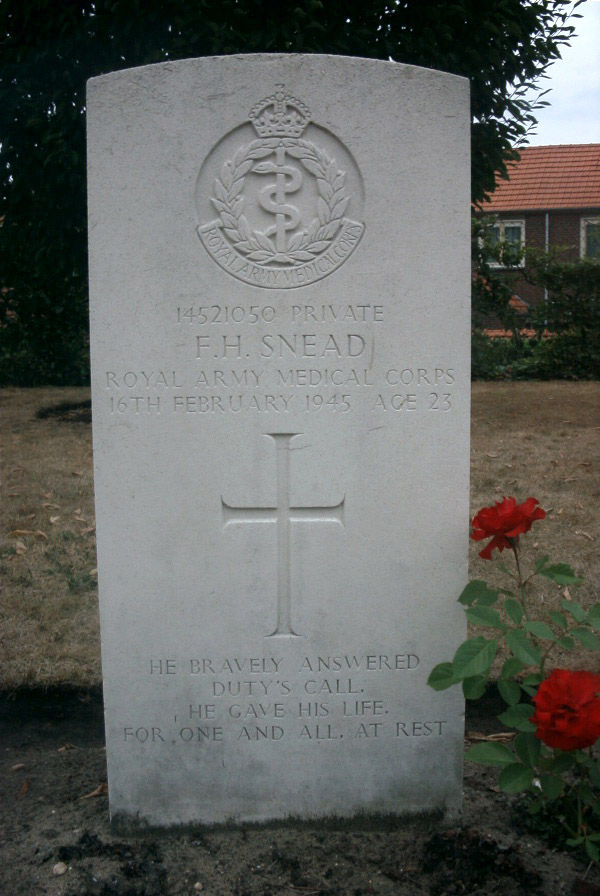 ROYAL ARMY MEDICAL CORPS
14521050 PRIVATE
F.H. SNEAD
ROYAL ARMY MEDICAL CORPS
16TH FEBRUARY 1945 AGE 23
HE BRAVELY ANSWERED
DUTY'S CALL.
HE GAVE HIS LIFE.
FOR ONE AND ALL. AT REST